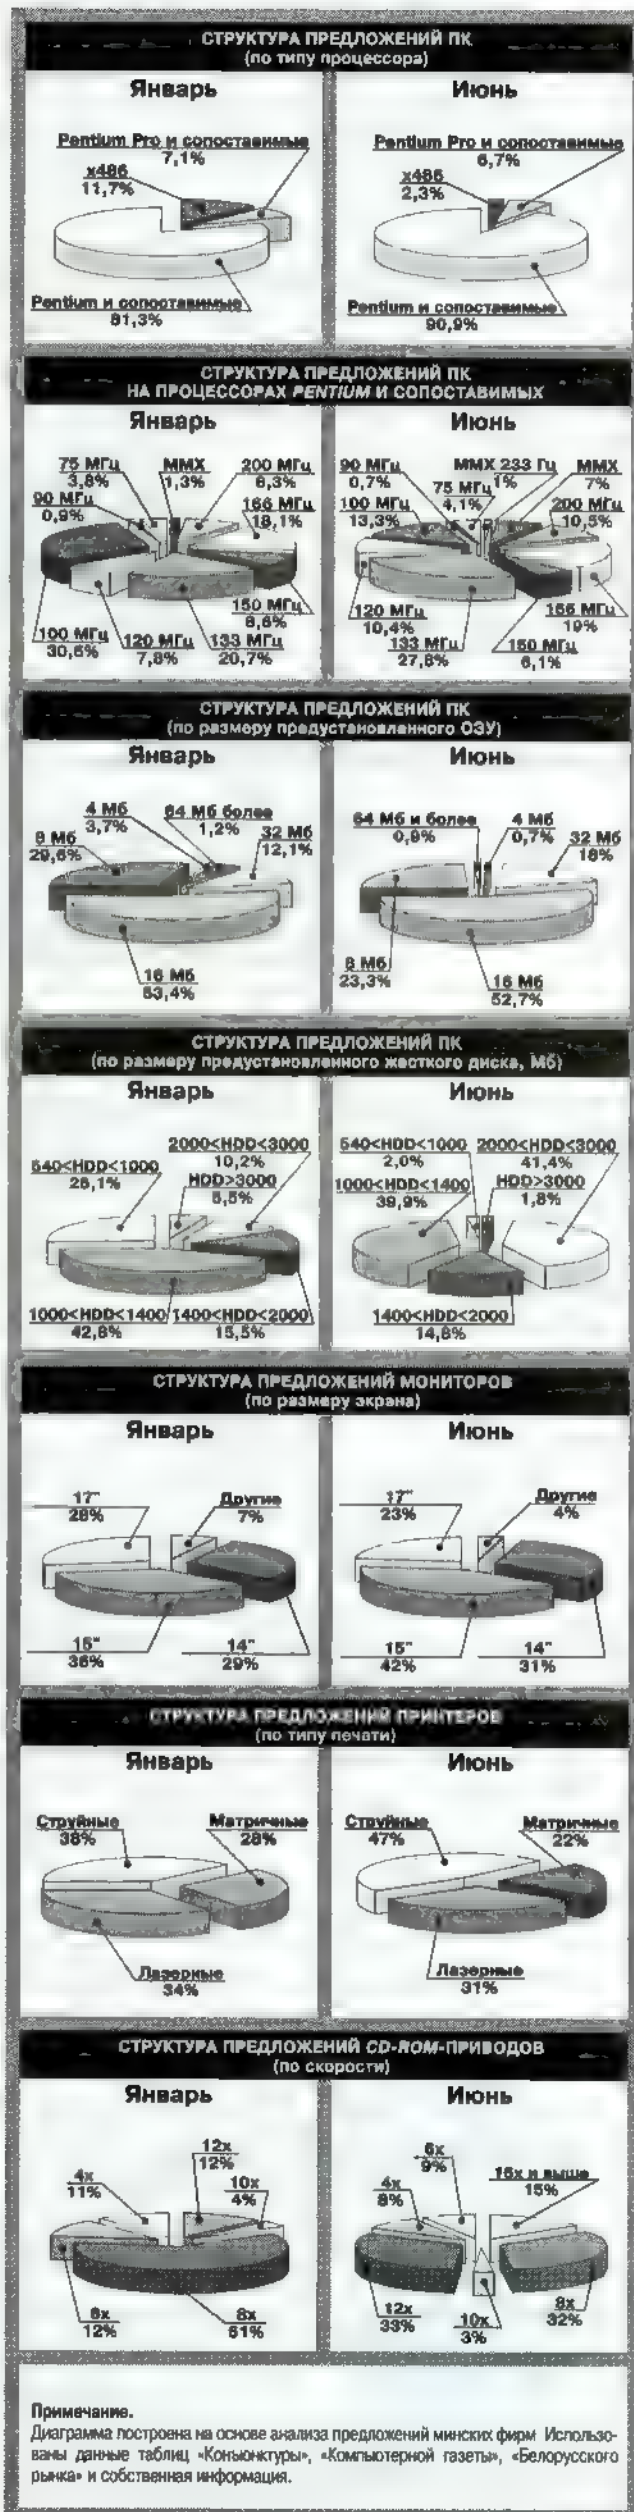 СТРУКТУРА ПРЕДЛОЖЕНИЙ ПК
(по типу процессора)
Январь
Pentium Pro и сопоставимые
7,1%
x486
11,7%
Pentium и сопоставимые
81,3%
Июнь
Pentium Pro и сопоставимые
6,7%
x486
2,3%
Pentium и сопоставимые
90,9%
СТРУКТУРА ПРЕДЛОЖЕНИЙ ПК
НА ПРОЦЕССОРАХ PENTIUM И СОПОСТАВИМЫХ
Январь
75 МГц
3,8%
MMX
1,3%
200 МГц
8,3%
90 МГц
0,9%
166 МГц
18,1%
150 МГц
8,6%
100 МГц
30,6%
120 МГц
7,8%
133 МГц
20,7%
Июнь
90 МГц
0,7%
MMX 233 Гц
1%
MMX
7%
75 МГц
4,1%
100 МГц
13,3%
200 МГц
10,5%
120 МГц
10,4%
133 МГц
27,8%
150 МГц
6,1%
166 МГц
19%
СТРУКТУРА ПРЕДЛОЖЕНИЙ ПК
(по размеру предустановленного ОЗУ)
Январь
4 Мб
3,7%
64 Мб более
1,2%
8 Мб
29,6%
32 Мб
12,1%
16 Мб
53,4%
Июнь
64 Мб и более
4 Мб
0,7%
32 Мб
18%
8 Мб
23,3%
16 Мб
52,7%
СТРУКТУРА ПРЕДЛОЖЕНИЙ ПК
(по размеру предустановленного жесткого диска, Мб)
Январь
2000<HDD<3000
10,2%
540<HDD<1000
26,1%
HDD>3000
5,5%
1000<HDD<1400
42,8%
1400<HDD<2000
15,5%
Июнь
540<HDD<1000
2,0%
2000<HDD<3000
41,4%
1000<HDD<1400
39,9%
HDD>3000
1,8%
1400<HDD<2000
14,8%
СТРУКТУРА ПРЕДЛОЖЕНИЙ МОНИТОРОВ
(по размеру экрана)
Январь
17"
28%
Другие
7%
15"
36%
14"
29%
Июнь
17"
23%
Другие
4%
15"
42%
14"
31%
СТРУКТУРА ПРЕДЛОЖЕНИЙ ПРИНТЕРОВ
(по типу печати)
Январь
Струйные
38%
Матричные
28%
Лазерные
34%
Июнь
Струйные
47%
Матричные
22%
Лазерные
31%
СТРУКТУРА ПРЕДЛОЖЕНИЙ CD-ROM-ПРИВОДОВ
(по скорости)
Январь
12x
12%
4x
11%
10x
4%
6x
12%
8x
61%
Июнь
6x
9%
4x
8%
16x и выше
15%
12x
33%
10x
3%
8x
32%
Примечание.
Диаграмма построена на основе анализа предложений минских фирм Использо-
ваны данные таблиц «Конъюнктуры», «Компьютерной газеты», «Белорусского
рынка» и собственная информация.